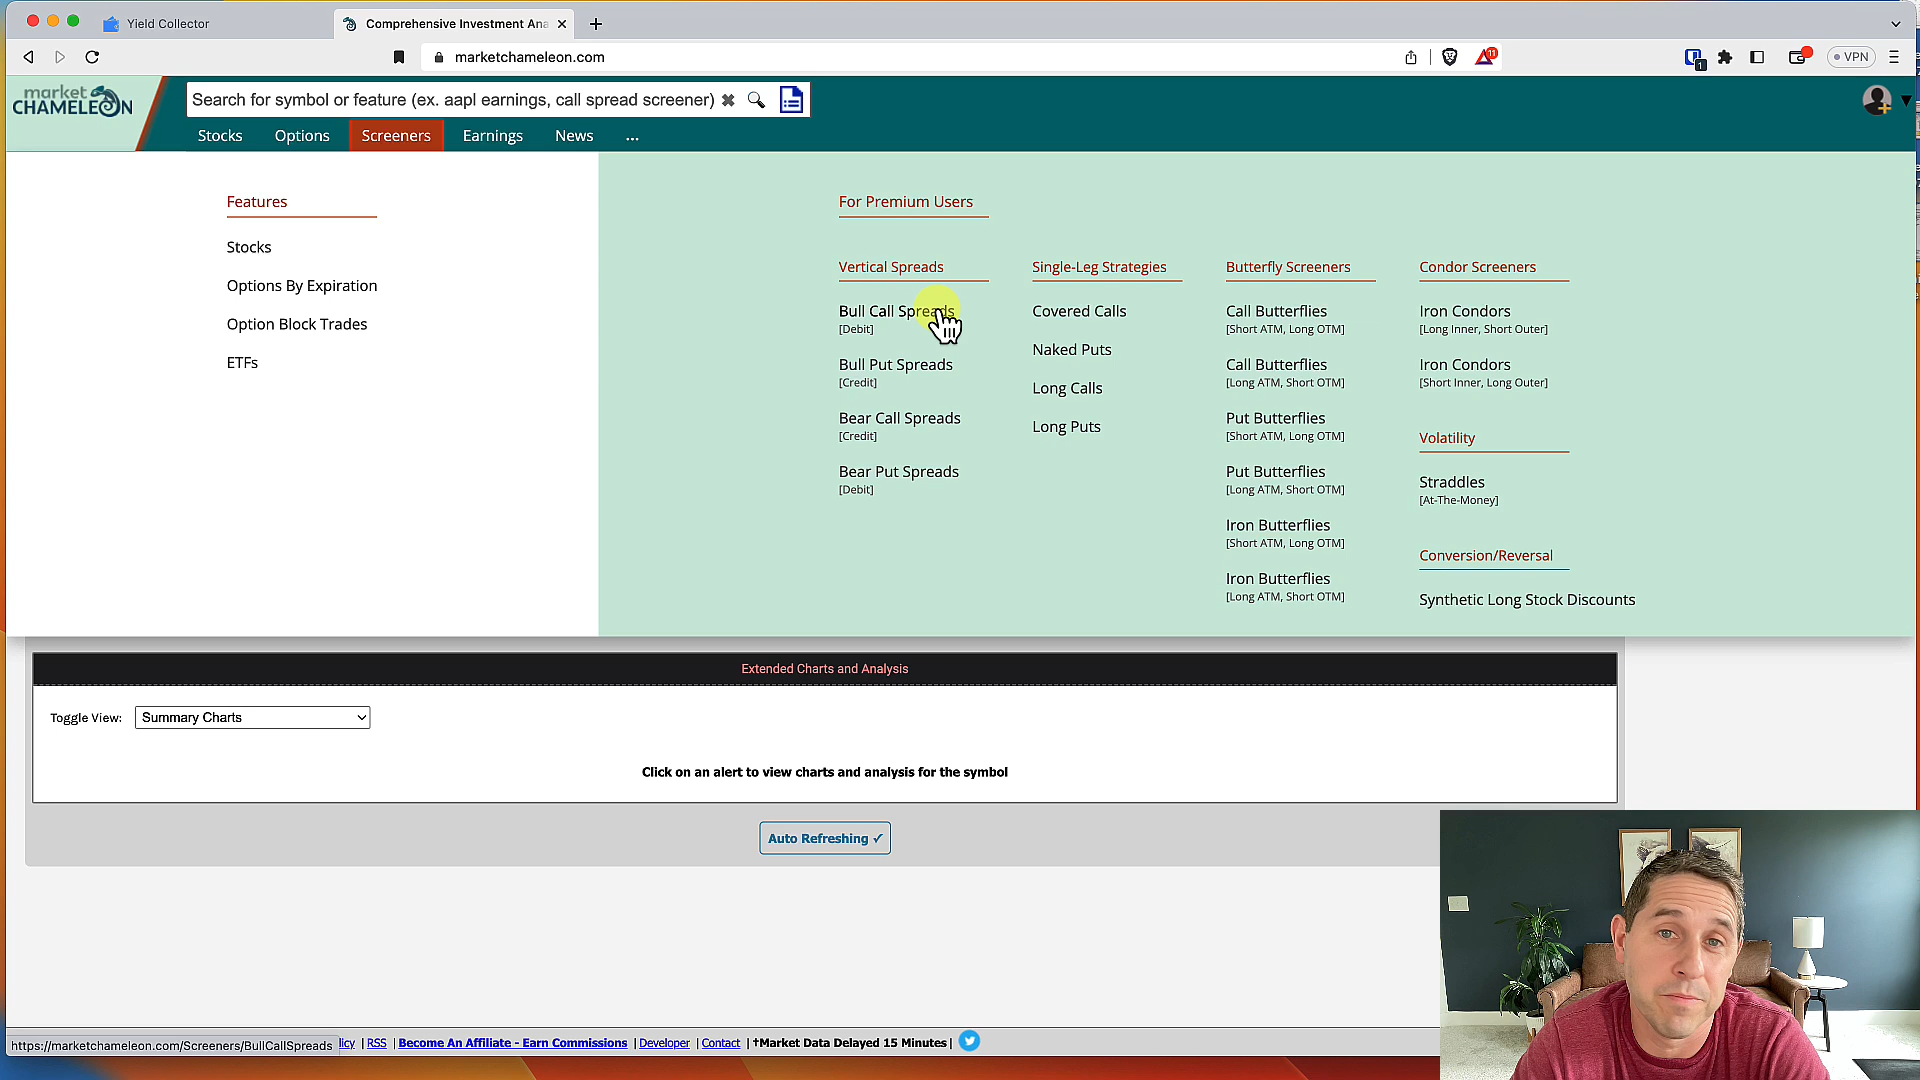 Yield Collector
Comprehensive Investment Ana
marketchameleon.com
11
1
VPN
market
CHAMELEON
Search for symbol or feature (ex. aapl earnings, call spread screener)
Stocks
Options
Screeners
Earnings
News
...
Features
Stocks
Options By Expiration
Option Block Trades
ETFs
For Premium Users
Vertical Spreads
Bull Call Spreads
[Debit]
Bull Put Spreads
[Credit]
Bear Call Spreads
[Credit]
Bear Put Spreads
[Debit]
Single-Leg Strategies
Covered Calls
Naked Puts
Long Calls
Long Puts
Butterfly Screeners
Call Butterflies
[Short ATM, Long OTM]
Call Butterflies
[Long ATM, Short OTM]
Put Butterflies
[Short ATM, Long OTM]
Put Butterflies
[Long ATM, Short OTM]
Iron Butterflies
[Short ATM, Long OTM]
Iron Butterflies
[Long ATM, Short OTM]
Condor Screeners
Iron Condors
[Long Inner, Short Outer]
Iron Condors
[Short Inner, Long Outer]
Volatility
Straddles
[At-The-Money]
Conversion/Reversal
Synthetic Long Stock Discounts
Extended Charts and Analysis
Toggle View: Summary Charts
Click on an alert to view charts and analysis for the symbol
Auto Refreshing ✓
https://marketchameleon.com/Screeners/BullCallSpreads licy | RSS | Become An Affiliate - Earn Commissions | Developer | Contact | †Market Data Delayed 15 Minutes |